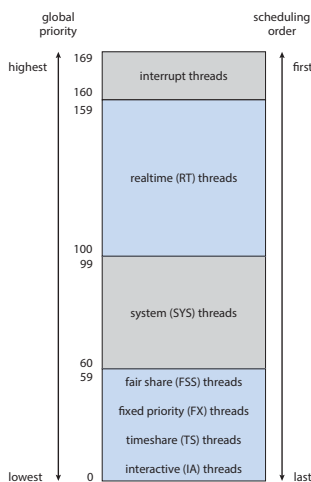 global
priority
scheduling
order
highest
169
interrupt threads
first
160
159
realtime (RT) threads
100
99
system (SYS) threads
60
59
fair share (FSS) threads
fixed priority (FX) threads
timeshare (TS) threads
lowest
0
interactive (IA) threads
last